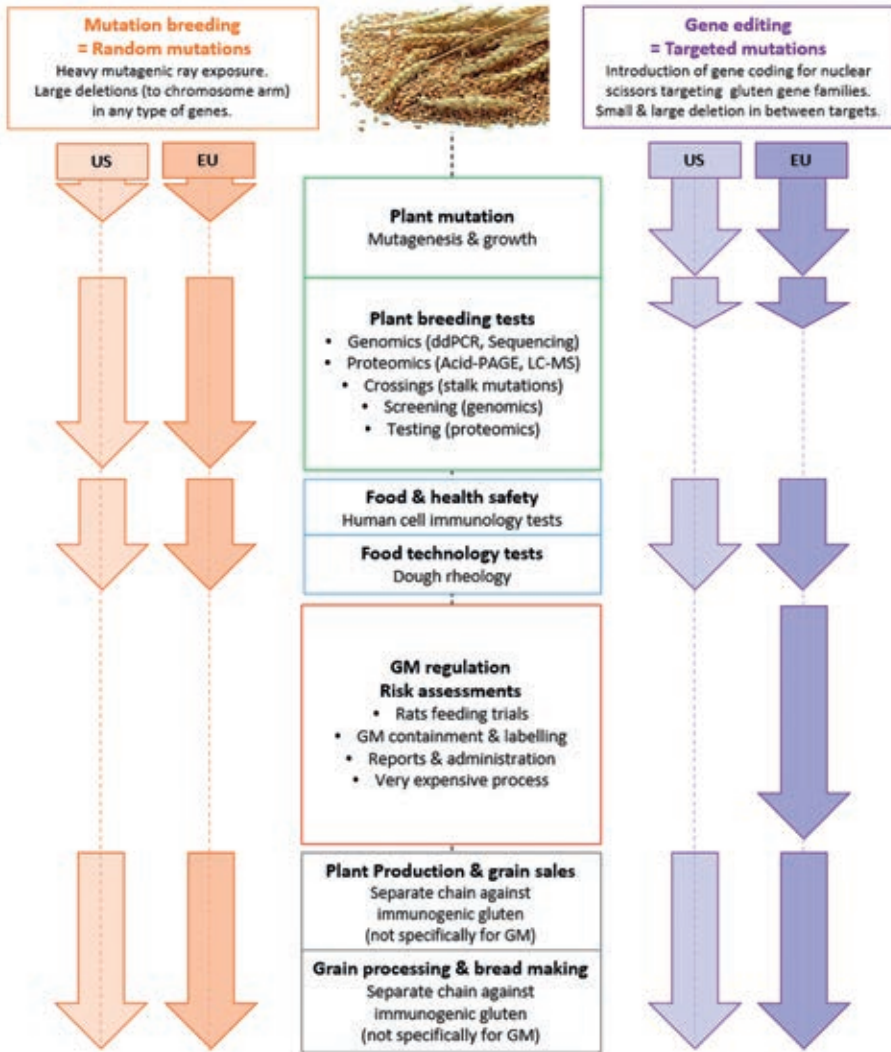 Mutation breeding
= Random mutations
Heavy mutagenic ray exposure.
Large deletions (to chromosome arm)
in any type of genes.
Gene editing
= Targeted mutations
Introduction of gene coding for nuclear
scissors targeting gluten gene families.
Small & large deletion in between targets.
US
EU
US
EU
Plant mutation
Mutagenesis & growth
Plant breeding tests
• Genomics (ddPCR, Sequencing)
• Proteomics (Acid-PAGE, LC-MS)
• Crossings (stalk mutations)
• Screening (genomics)
• Testing (proteomics)
Food & health safety
Human cell immunology tests
Food technology tests
Dough rheology
GM regulation
Risk assessments
• Rats feeding trials
• GM containment & labelling
• Reports & administration
• Very expensive process
Plant Production & grain sales
Separate chain against
immunogenic gluten
(not specifically for GM)
Grain processing & bread making
Separate chain against
immunogenic gluten
(not specifically for GM)